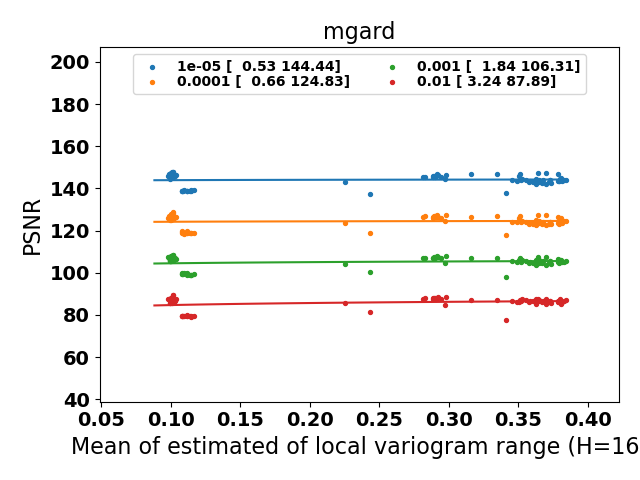 mgard
1e-05 [  0.53 144.44]
0.0001 [  0.66 124.83]
0.001 [  1.84 106.31]
0.01 [ 3.24 87.89]
PSNR
200
180
160
140
120
100
80
60
40
0.05 0.10 0.15 0.20 0.25 0.30 0.35 0.40
Mean of estimated of local variogram range (H=16